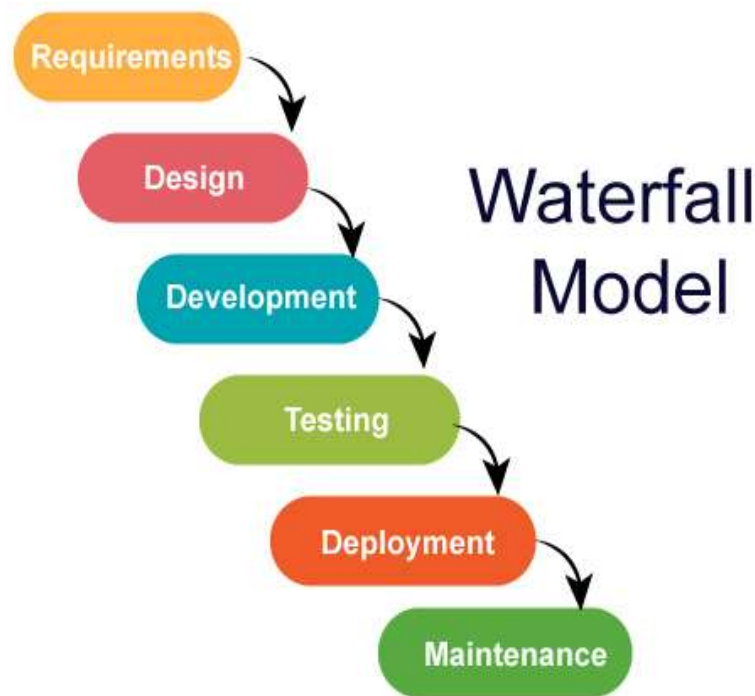 Requirements
Design
Waterfall
Model
Development
Testing
Deployment
Maintenance